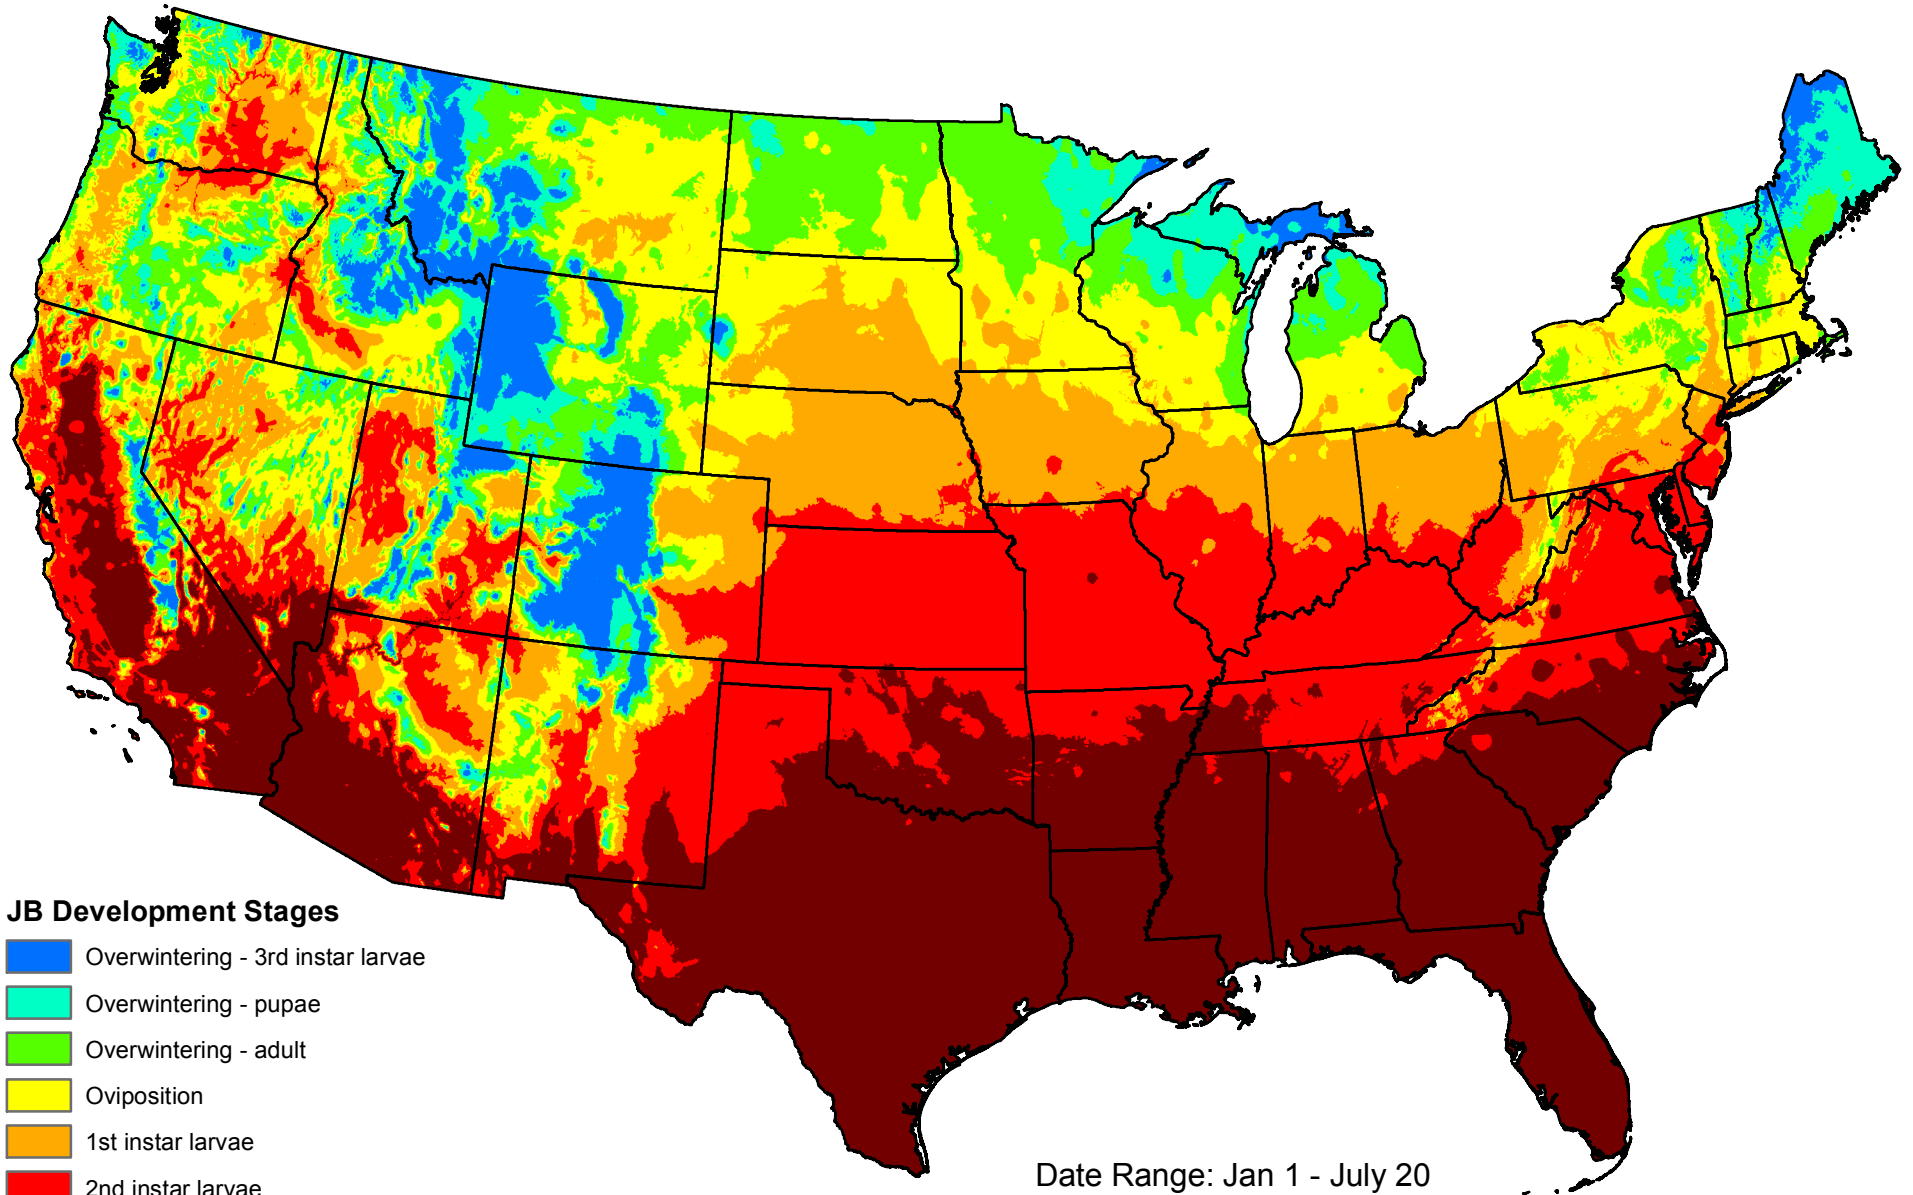 JB Development Stages
Overwintering - 3rd instar larvae
Overwintering - pupae
Overwintering - adult
Oviposition
1st instar larvae
2nd instar larvae
Date Range: Jan 1 - July 20